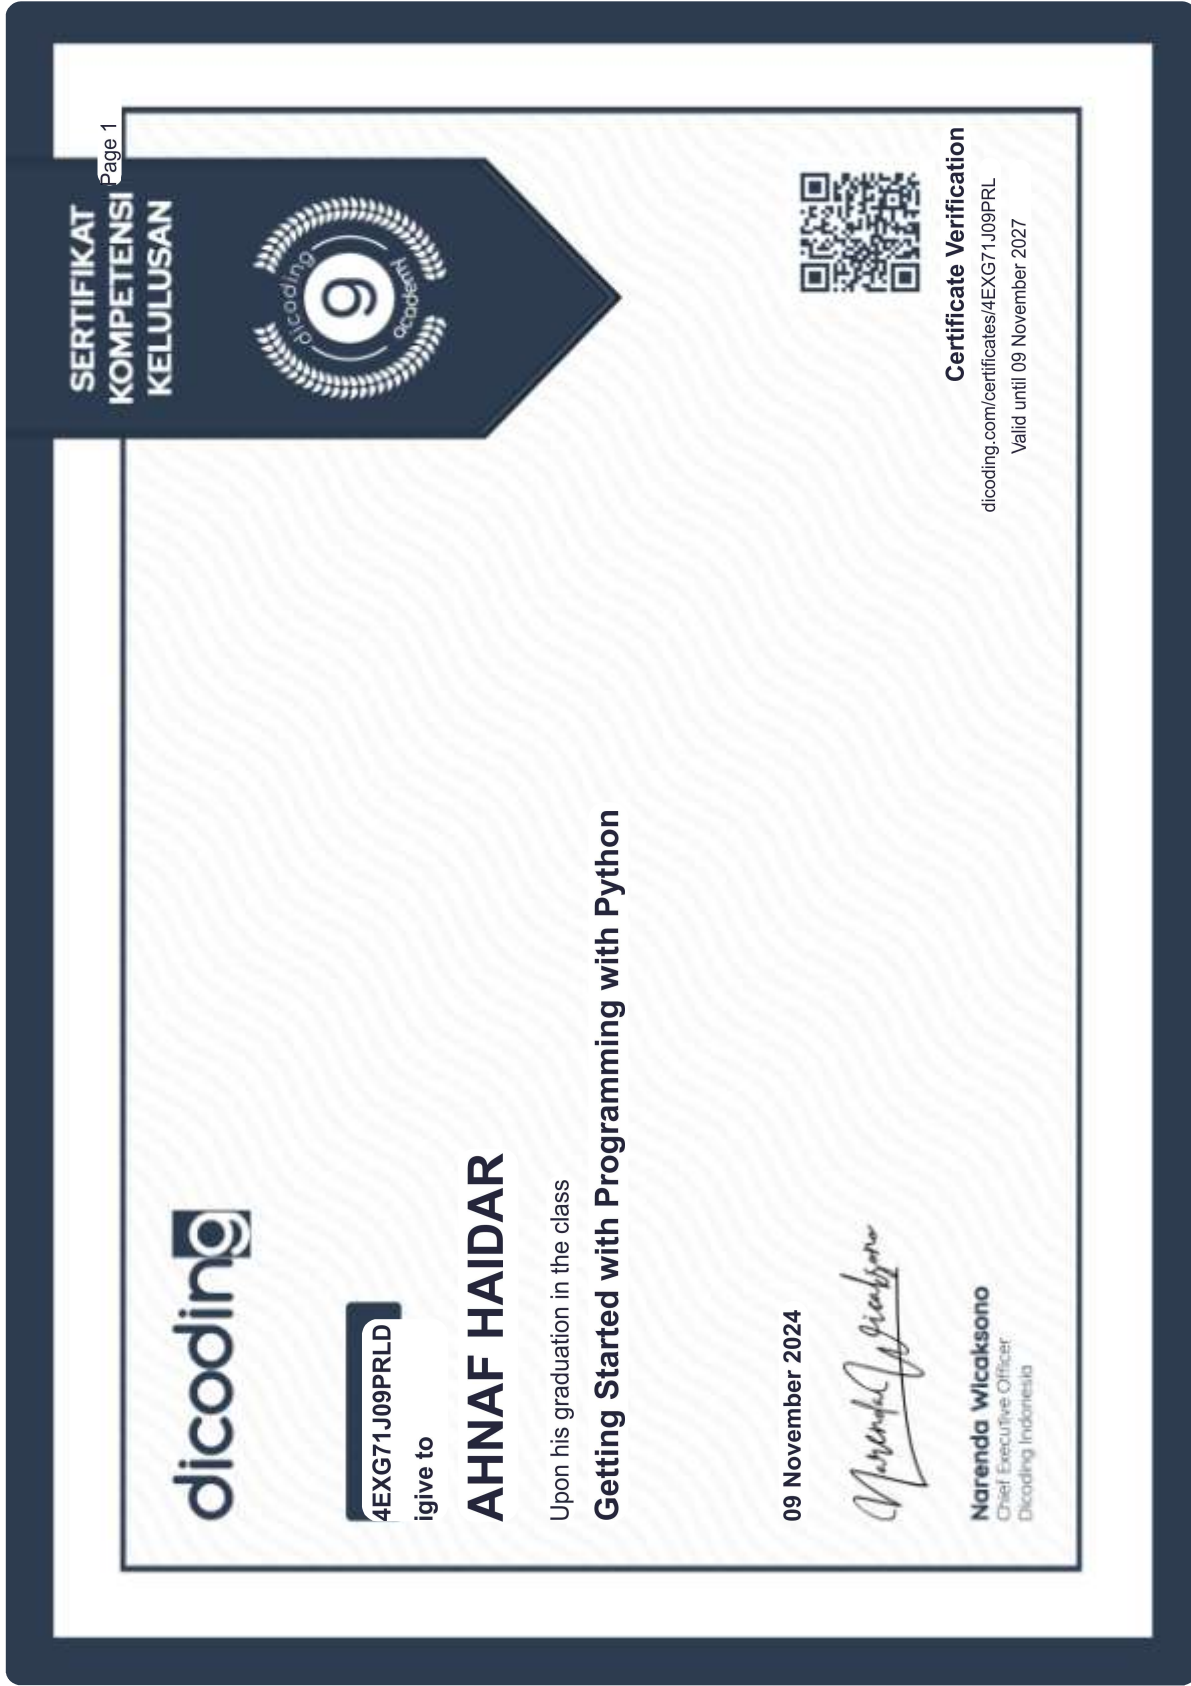 dicoding
SERTIFIKAT
KOMPETENSI
KELULUSAN
Page 1
dicoding
academy
4EXG71J09PRLD
igive to
AHNAF HAIDAR
Upon his graduation in the class
Getting Started with Programming with Python
09 November 2024
Narenda Wicaksono
Narenda Wicaksono
Chief Executive Officer
Dicoding Indonesia
Certificate Verification
dicoding.com/certificates/4EXG71J09PRL
Valid until 09 November 2027